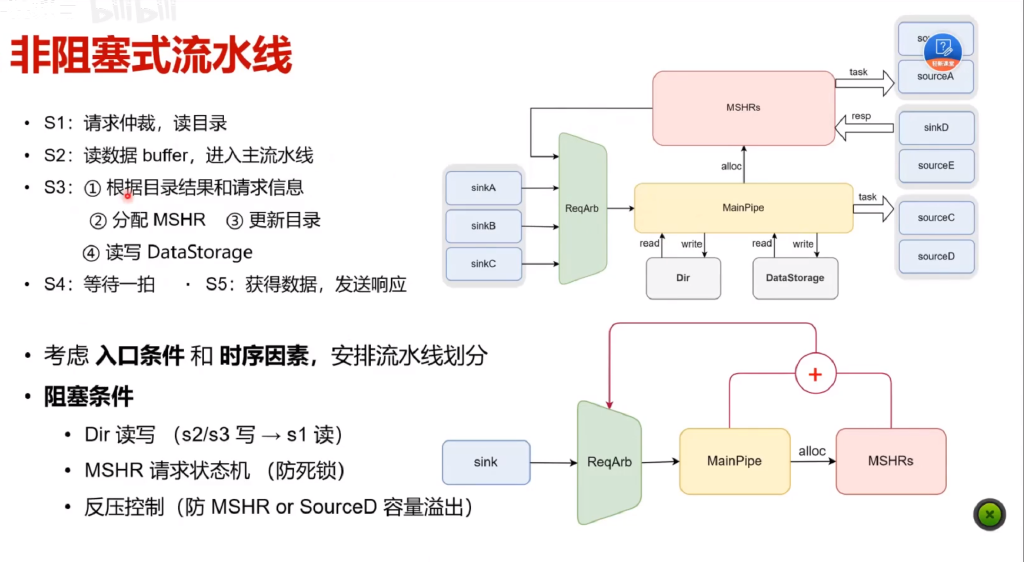 bilibili
非阻塞式流水线
• S1：请求仲裁，读目录
• S2：读数据 buffer，进入主流水线
• S3：① 根据目录结果和请求信息
② 分配 MSHR ③ 更新目录
④ 读写 DataStorage
• S4：等待一拍 · S5：获得数据，发送响应
• 考虑 入口条件 和 时序因素，安排流水线划分
• 阻塞条件
• Dir 读写 （s2/s3 写 → s1 读）
• MSHR 请求状态机 （防死锁）
• 反压控制（防 MSHR or SourceD 容量溢出）
MSHRs
task
sourceA
resp
sinkD
sourceE
alloc
sinkA
sinkB
sinkC
ReqArb
MainPipe
task
sourceC
sourceD
read
write
read
write
Dir
DataStorage
+
sink
ReqArb
MainPipe
alloc
MSHRs